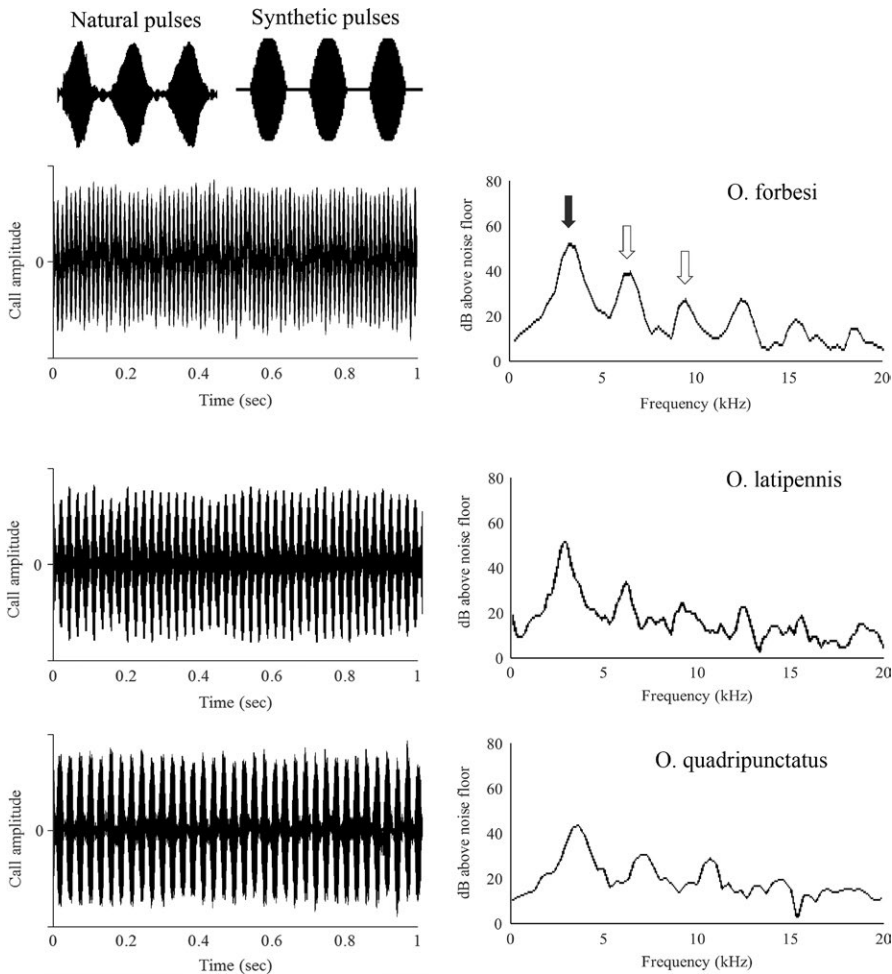 Natural pulses
Synthetic pulses
Call amplitude
0
0 0.2 0.4 0.6 0.8 1
Time (sec)
O. forbesi
dB above noise floor
80
60
40
20
0
0 5 10 15 20
Frequency (kHz)
Call amplitude
0
0 0.2 0.4 0.6 0.8 1
Time (sec)
O. latipennis
dB above noise floor
80
60
40
20
0
0 5 10 15 20
Frequency (kHz)
Call amplitude
0
0 0.2 0.4 0.6 0.8 1
Time (sec)
O. quadripunctatus
dB above noise floor
80
60
40
20
0
0 5 10 15 20
Frequency (kHz)